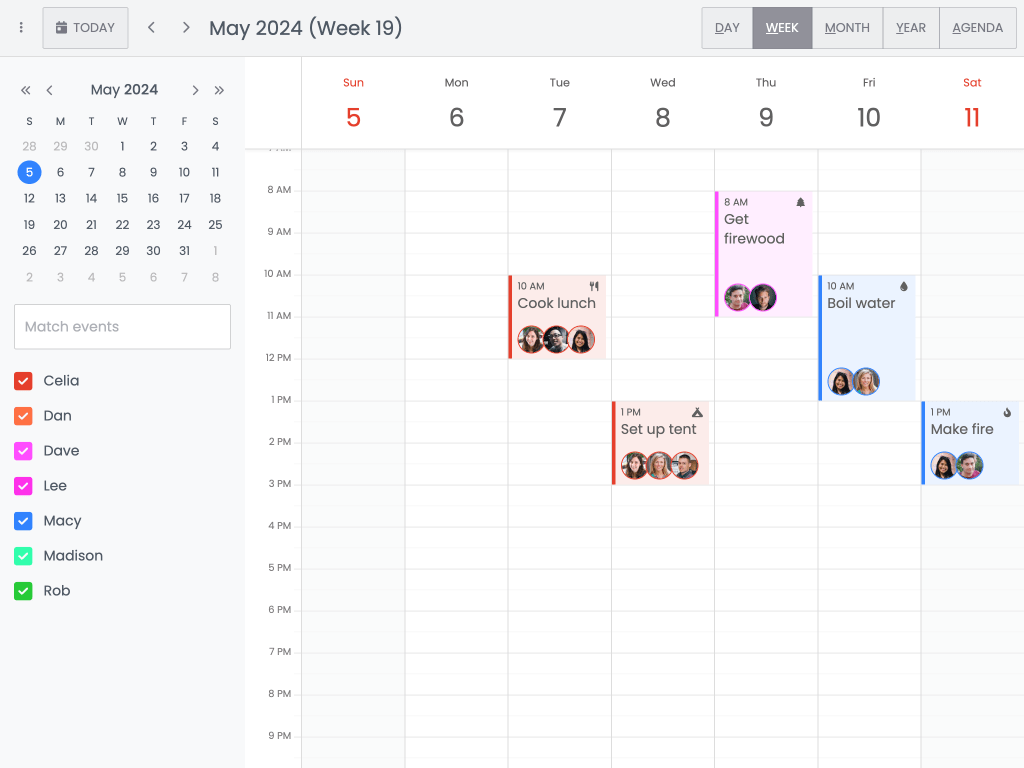 TODAY
May 2024 (Week 19)
DAY WEEK MONTH YEAR AGENDA
May 2024
S M T W T F S
28 29 30 1 2 3 4
5 6 7 8 9 10 11
12 13 14 15 16 17 18
19 20 21 22 23 24 25
26 27 28 29 30 31 1
2 3 4 5 6 7 8
Match events
Celia
Dan
Dave
Lee
Macy
Madison
Rob
Sun Mon Tue Wed Thu Fri Sat
5 6 7 8 9 10 11
8 AM
9 AM
10 AM
11 AM
12 PM
1 PM
2 PM
3 PM
4 PM
5 PM
6 PM
7 PM
8 PM
9 PM
10 AM
Cook lunch
1 PM
Set up tent
8 AM
Get
firewood
10 AM
Boil water
1 PM
Make fire